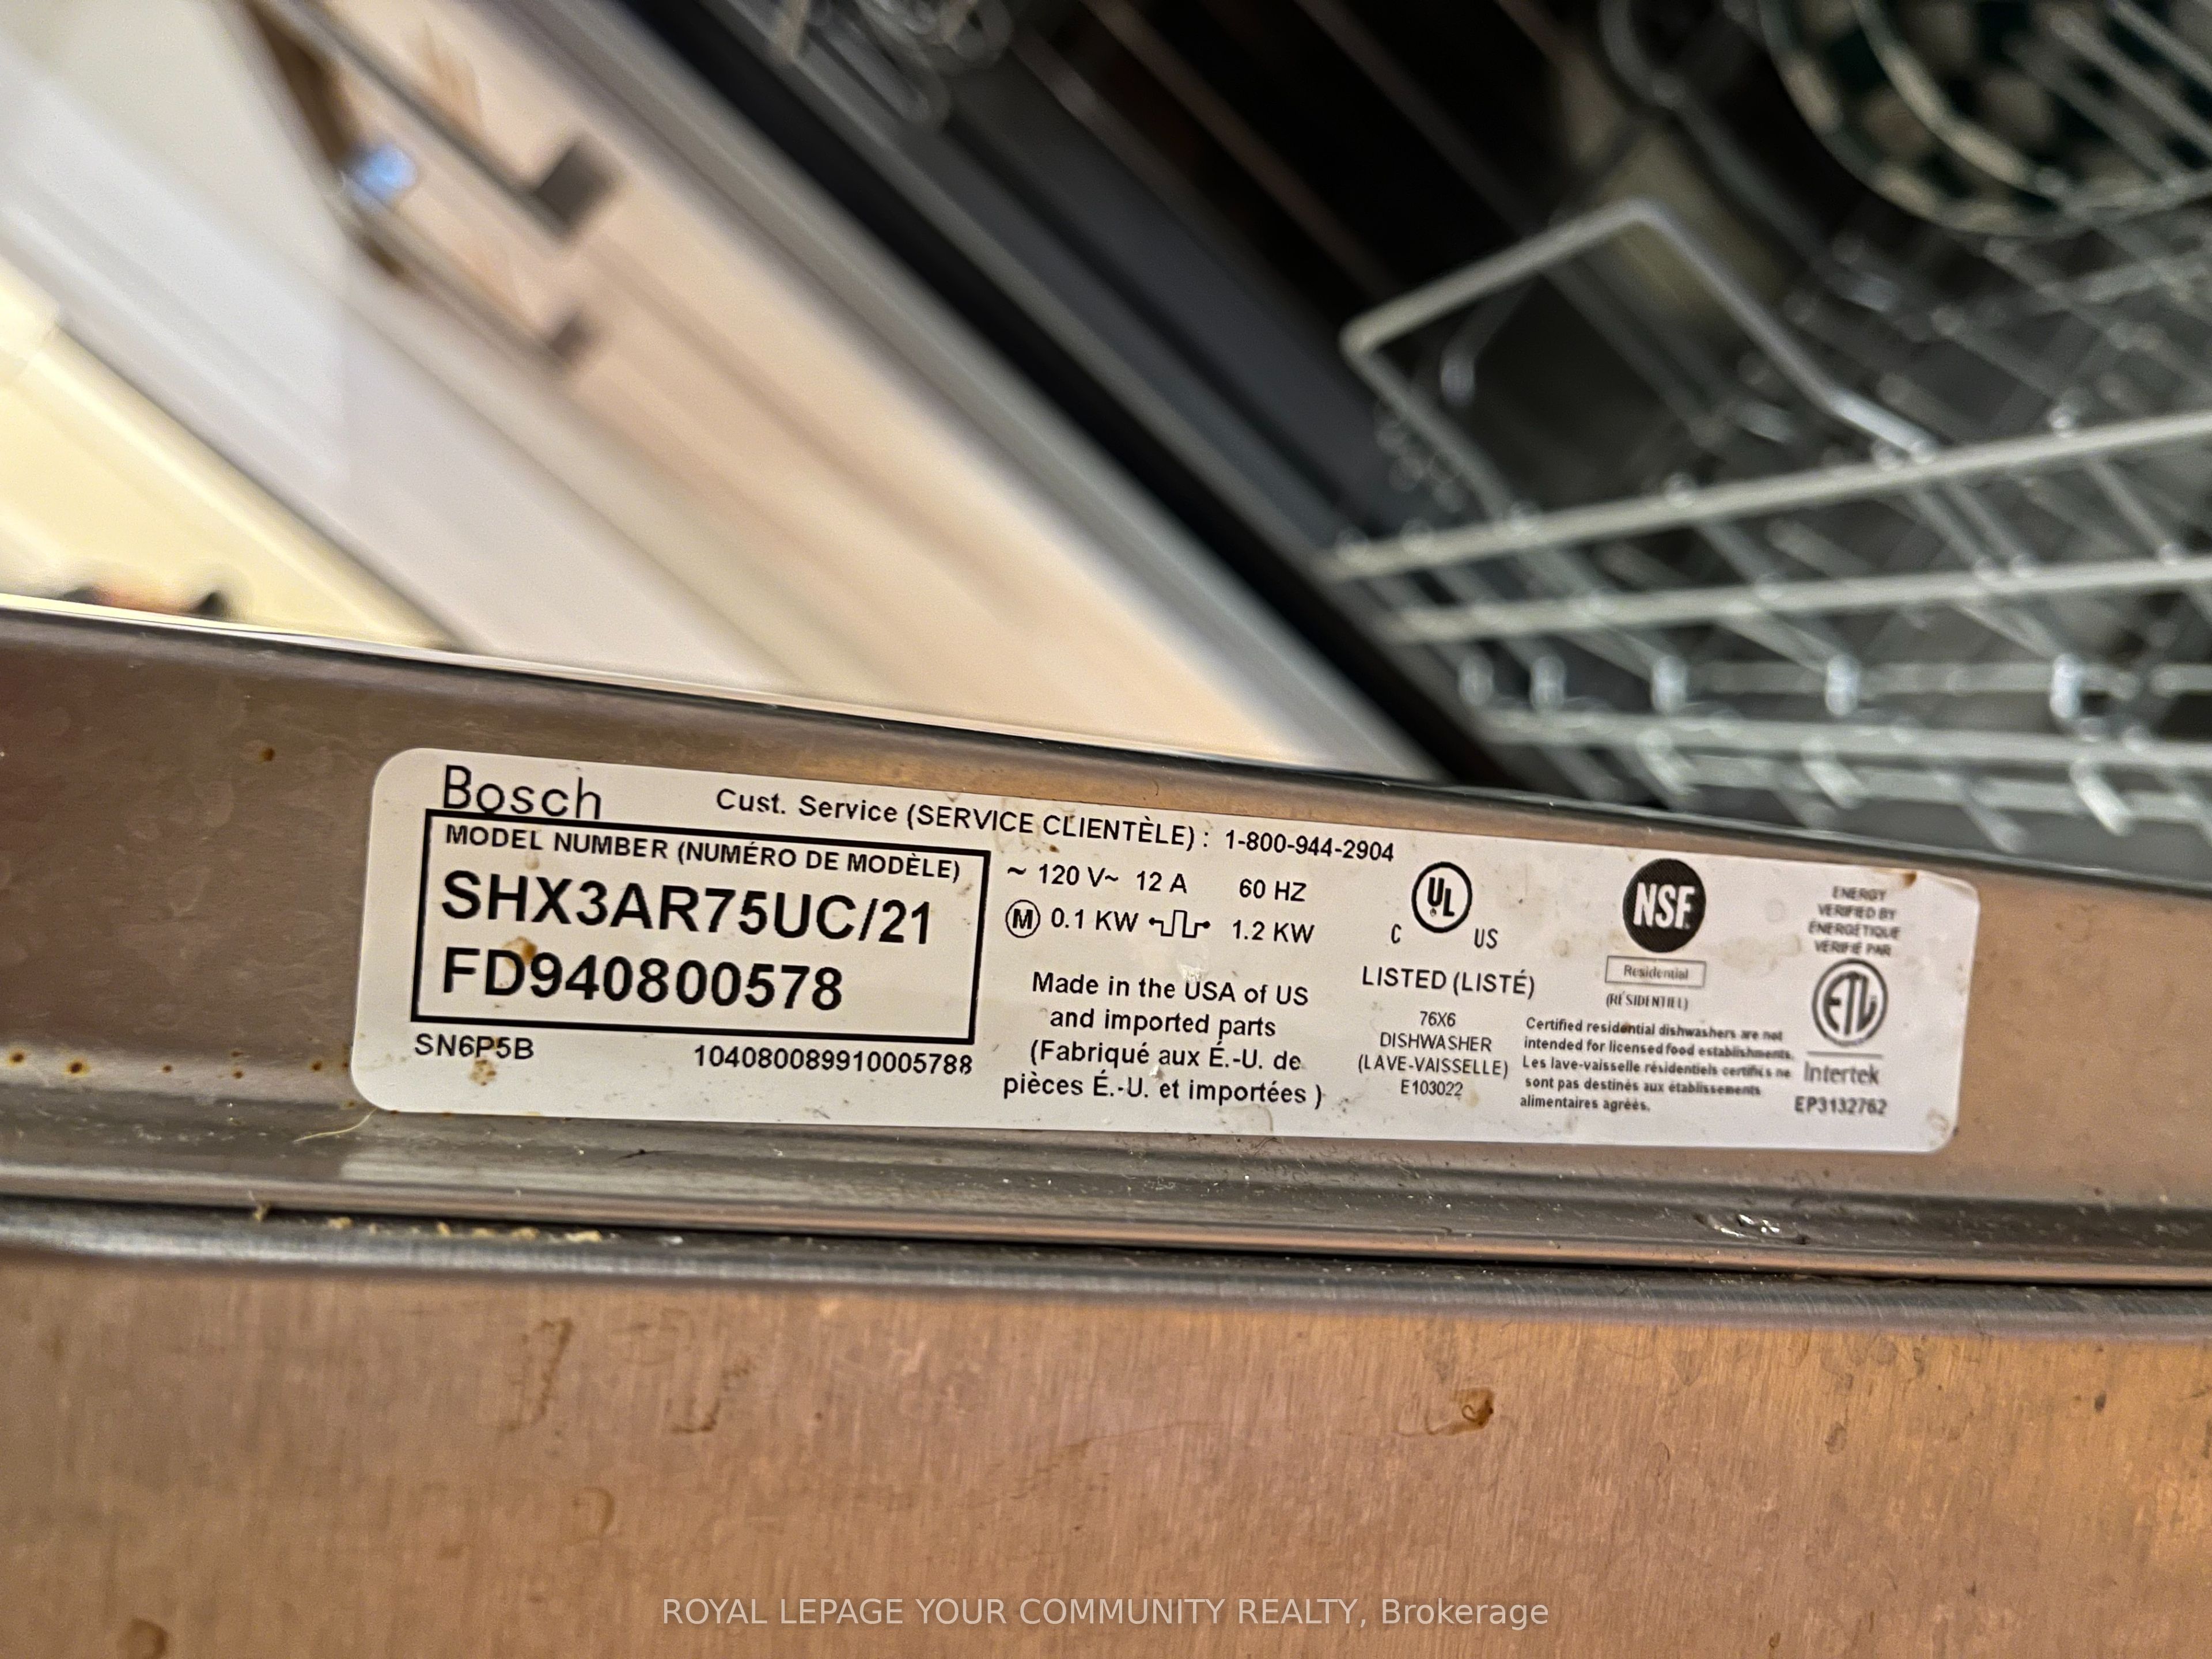 Bosch
Cust. Service (SERVICE CLIENTÈLE) : 1-800-944-2904
MODEL NUMBER (NUMÉRO DE MODÈLE)
SHX3AR75UC/21
FD940800578
SN6P5B
104080089910005788
~ 120 V~ 12 A 60 HZ
M 0.1 KW 1.2 KW
Made in the USA of US
and imported parts
(Fabriqué aux É.-U. de
pièces É.-U. et importées )
UL
C US
LISTED (LISTÉ)
76X6
DISHWASHER
(LAVE-VAISSELLE)
E103022
NSF
Residential
(RÉSIDENTIEL)
Certified residential dishwashers are not
intended for licensed food establishments.
Les lave-vaisselle résidentiels certifiés ne
sont pas destinés aux établissements
alimentaires agréés.
ENERGY
VERIFIED BY
ÉNERGÉTIQUE
VÉRIFIÉ PAR
ETL
Intertek
EP3132762
ROYAL LEPAGE YOUR COMMUNITY REALTY, Brokerage